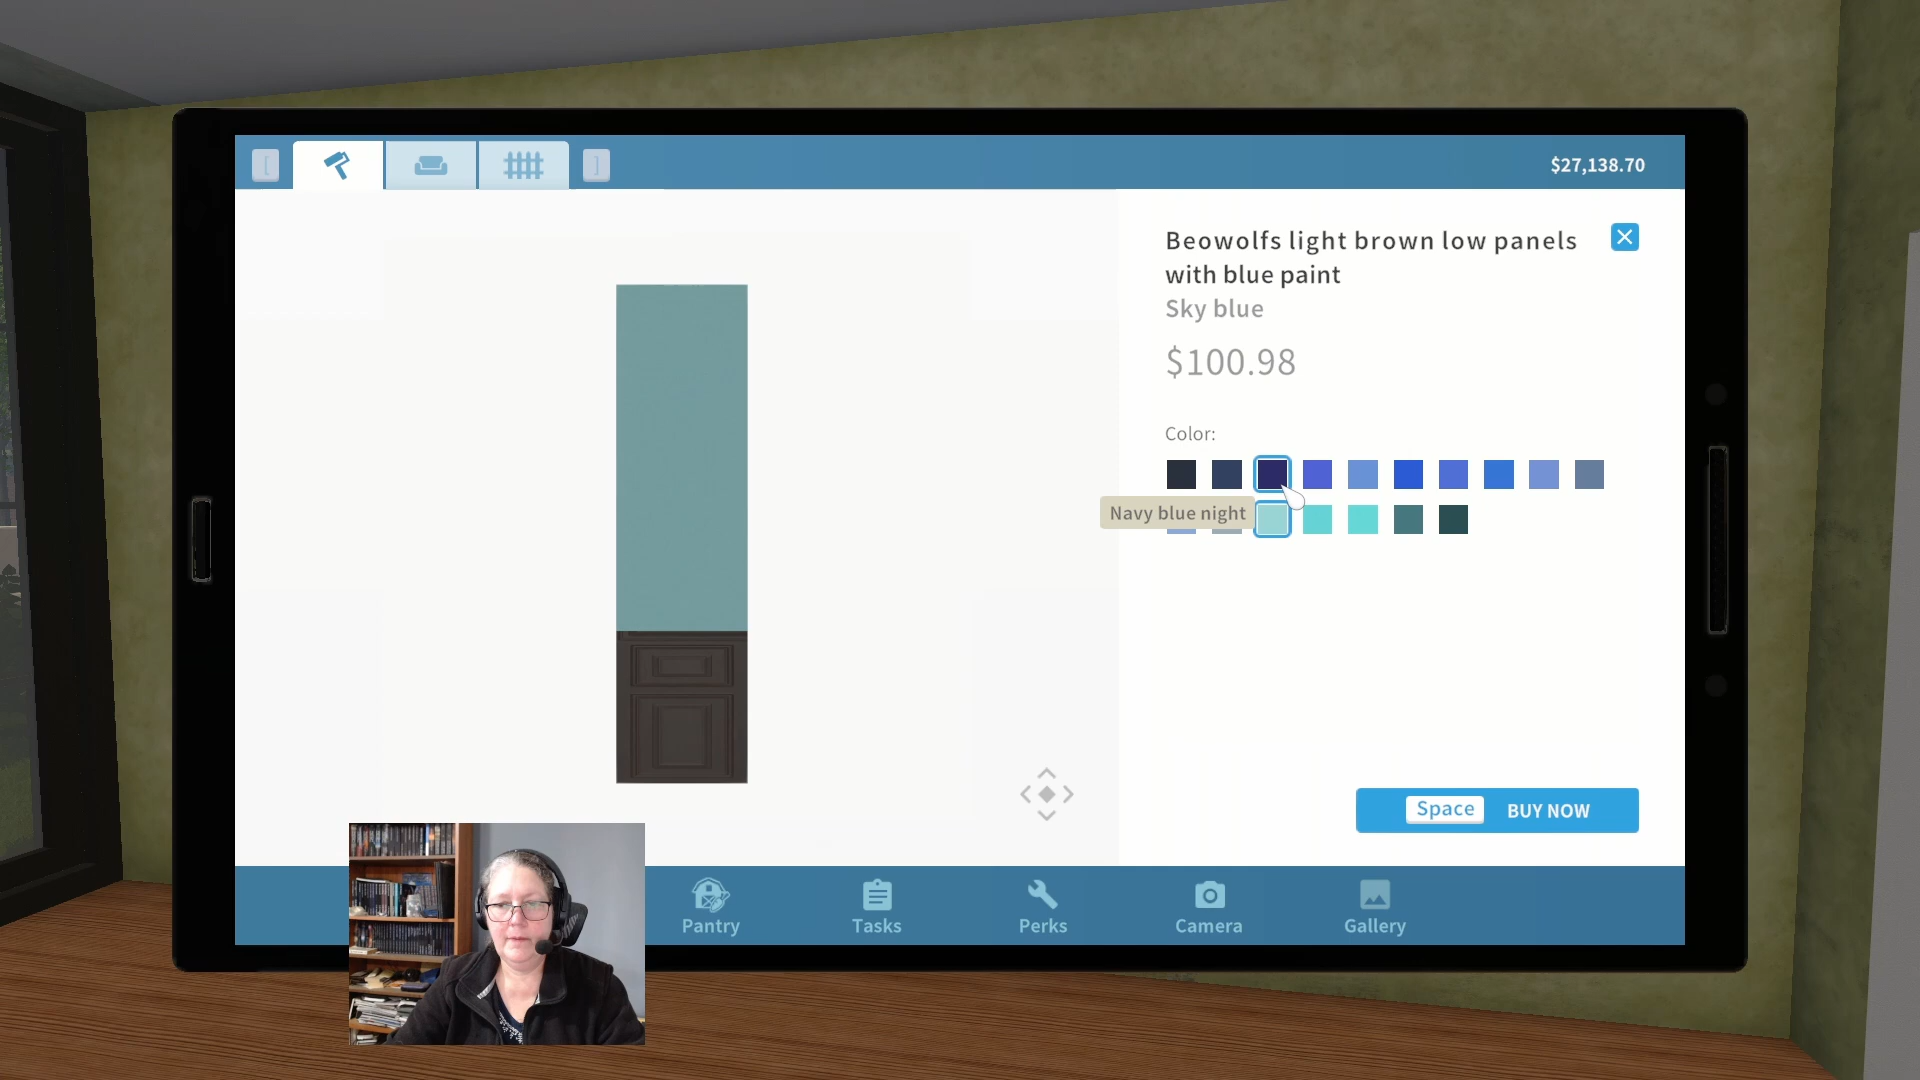 [
]
$27,138.70
Beowolfs light brown low panels
with blue paint
Sky blue
$100.98
Color:
Navy blue night
Space BUY NOW
Pantry
Tasks
Perks
Camera
Gallery